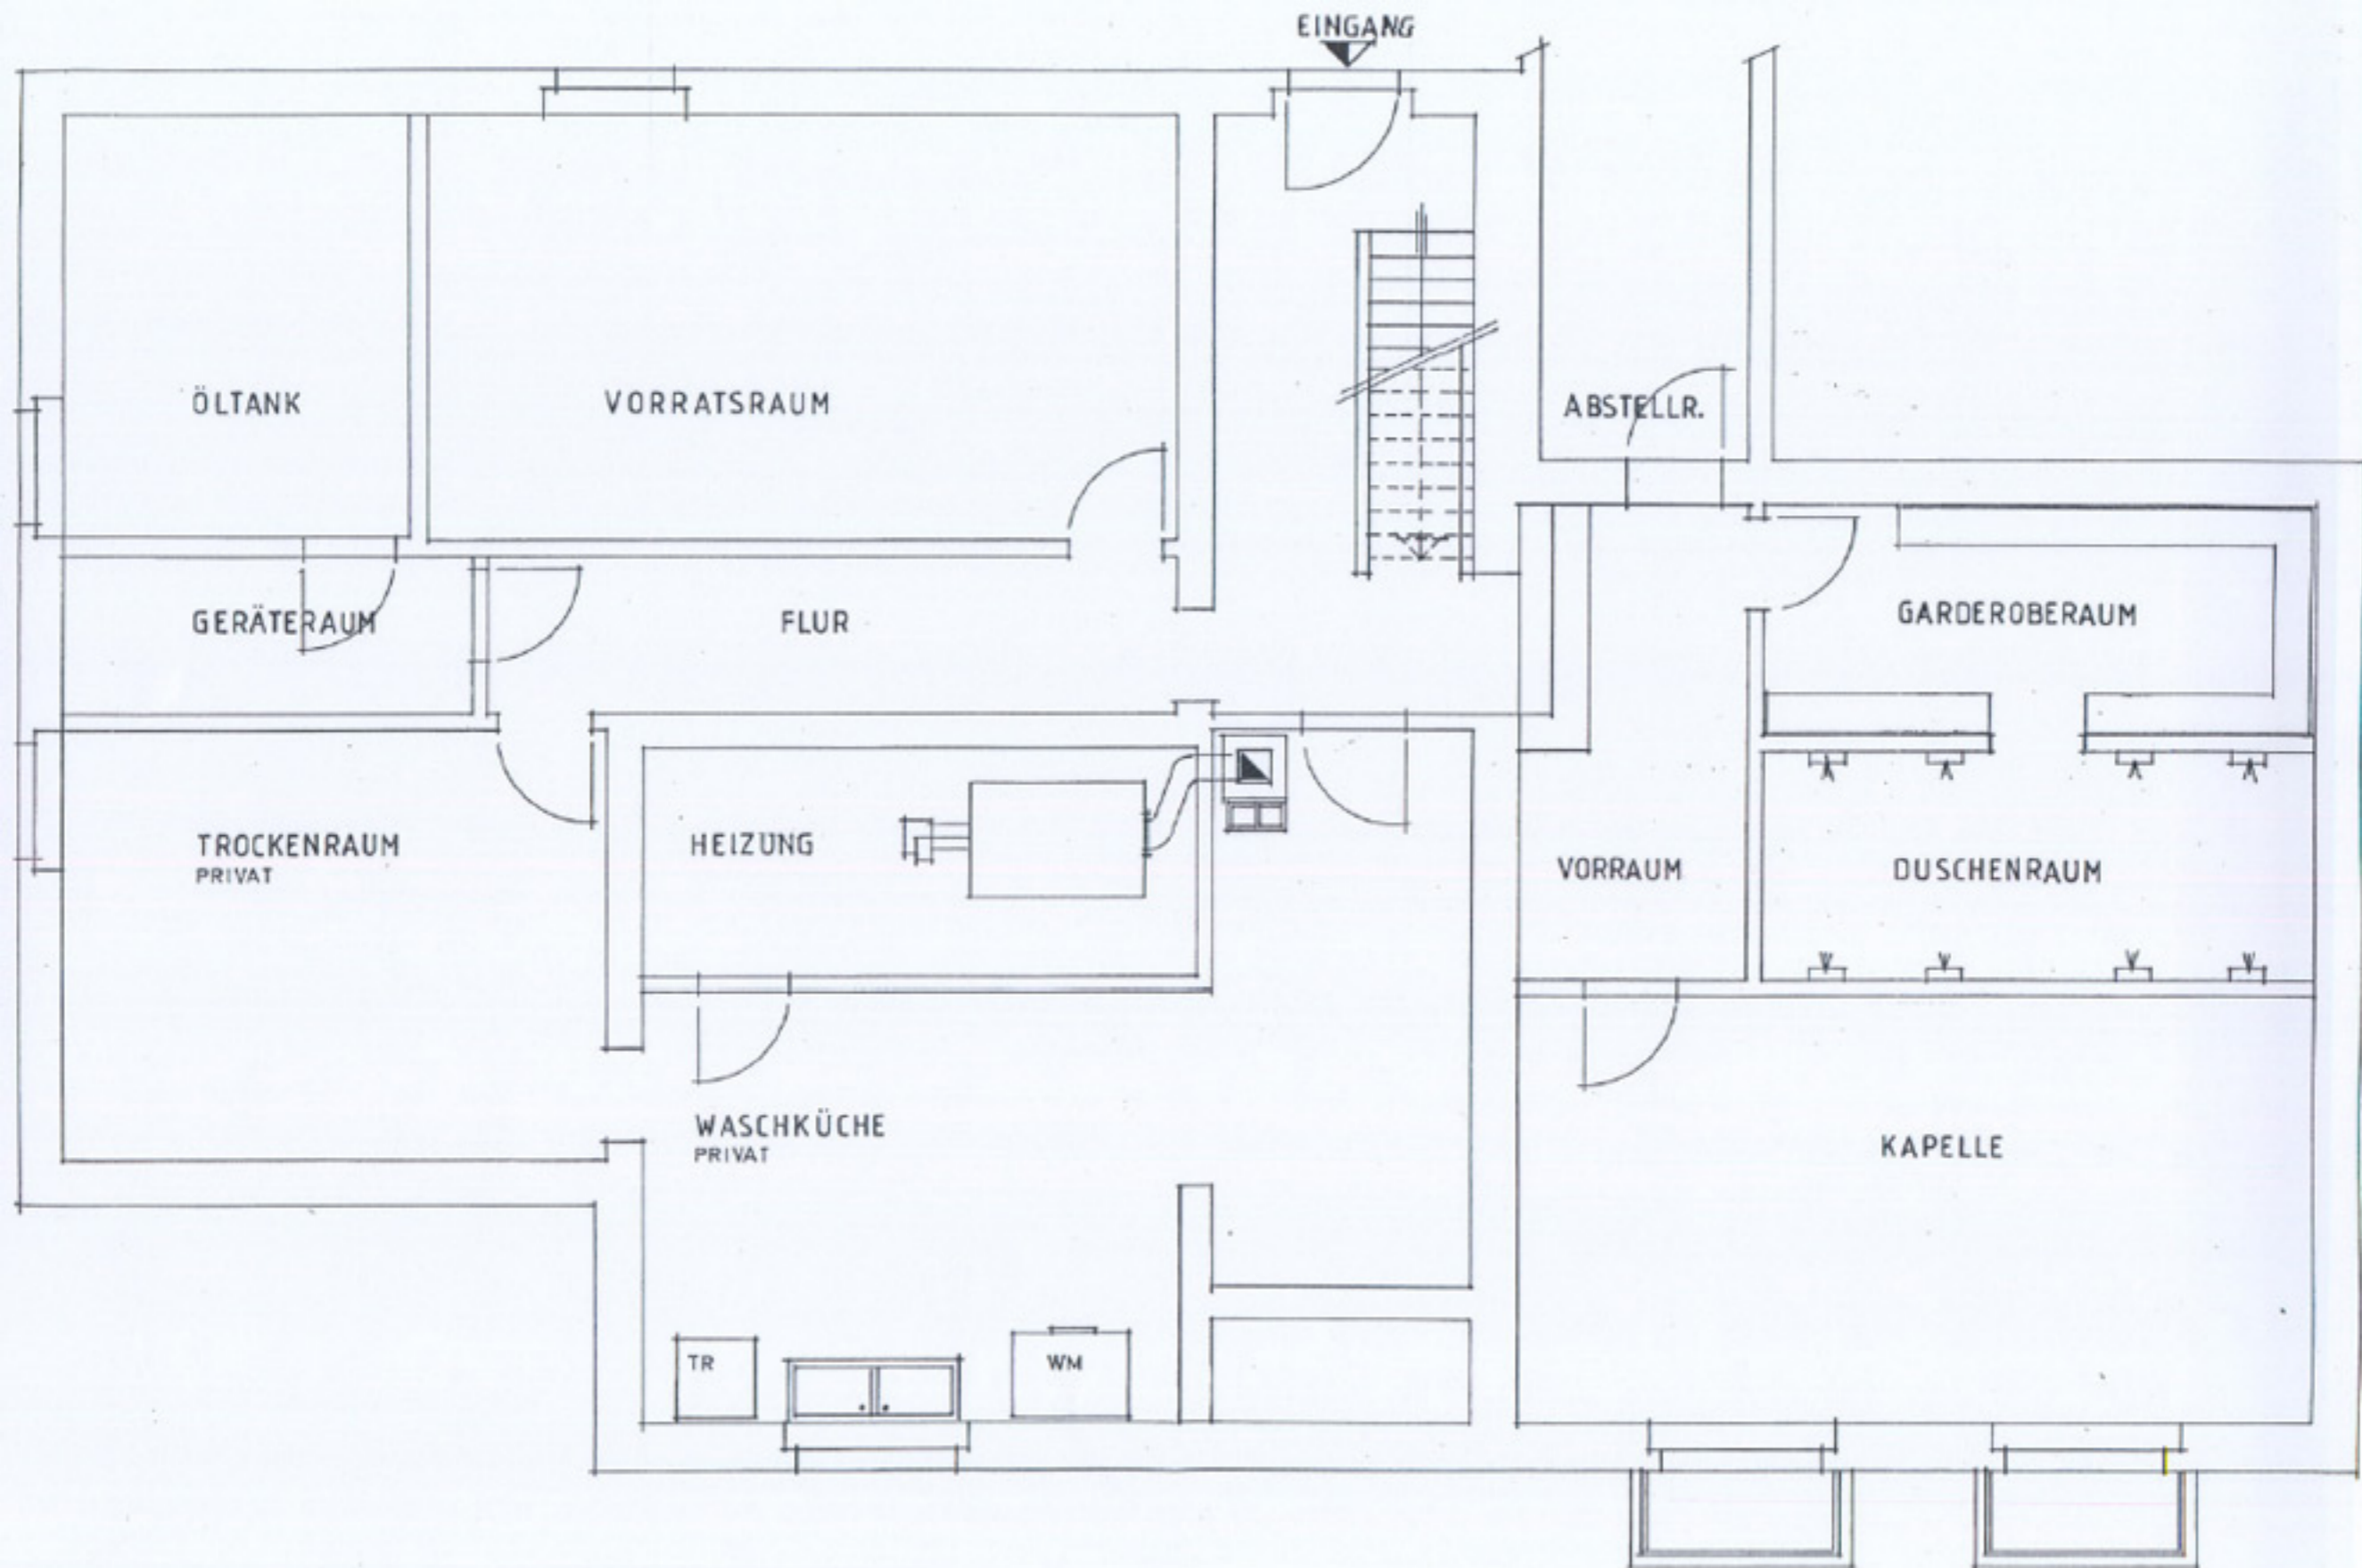 EINGANG
ÖLTANK
VORRATSRAUM
ABSTELLR.
GERÄTERAUM
FLUR
GARDEROBERAUM
TROCKENRAUM
PRIVAT
HEIZUNG
VORRAUM
DUSCHENRAUM
WASCHKÜCHE
PRIVAT
KAPELLE
TR
WM